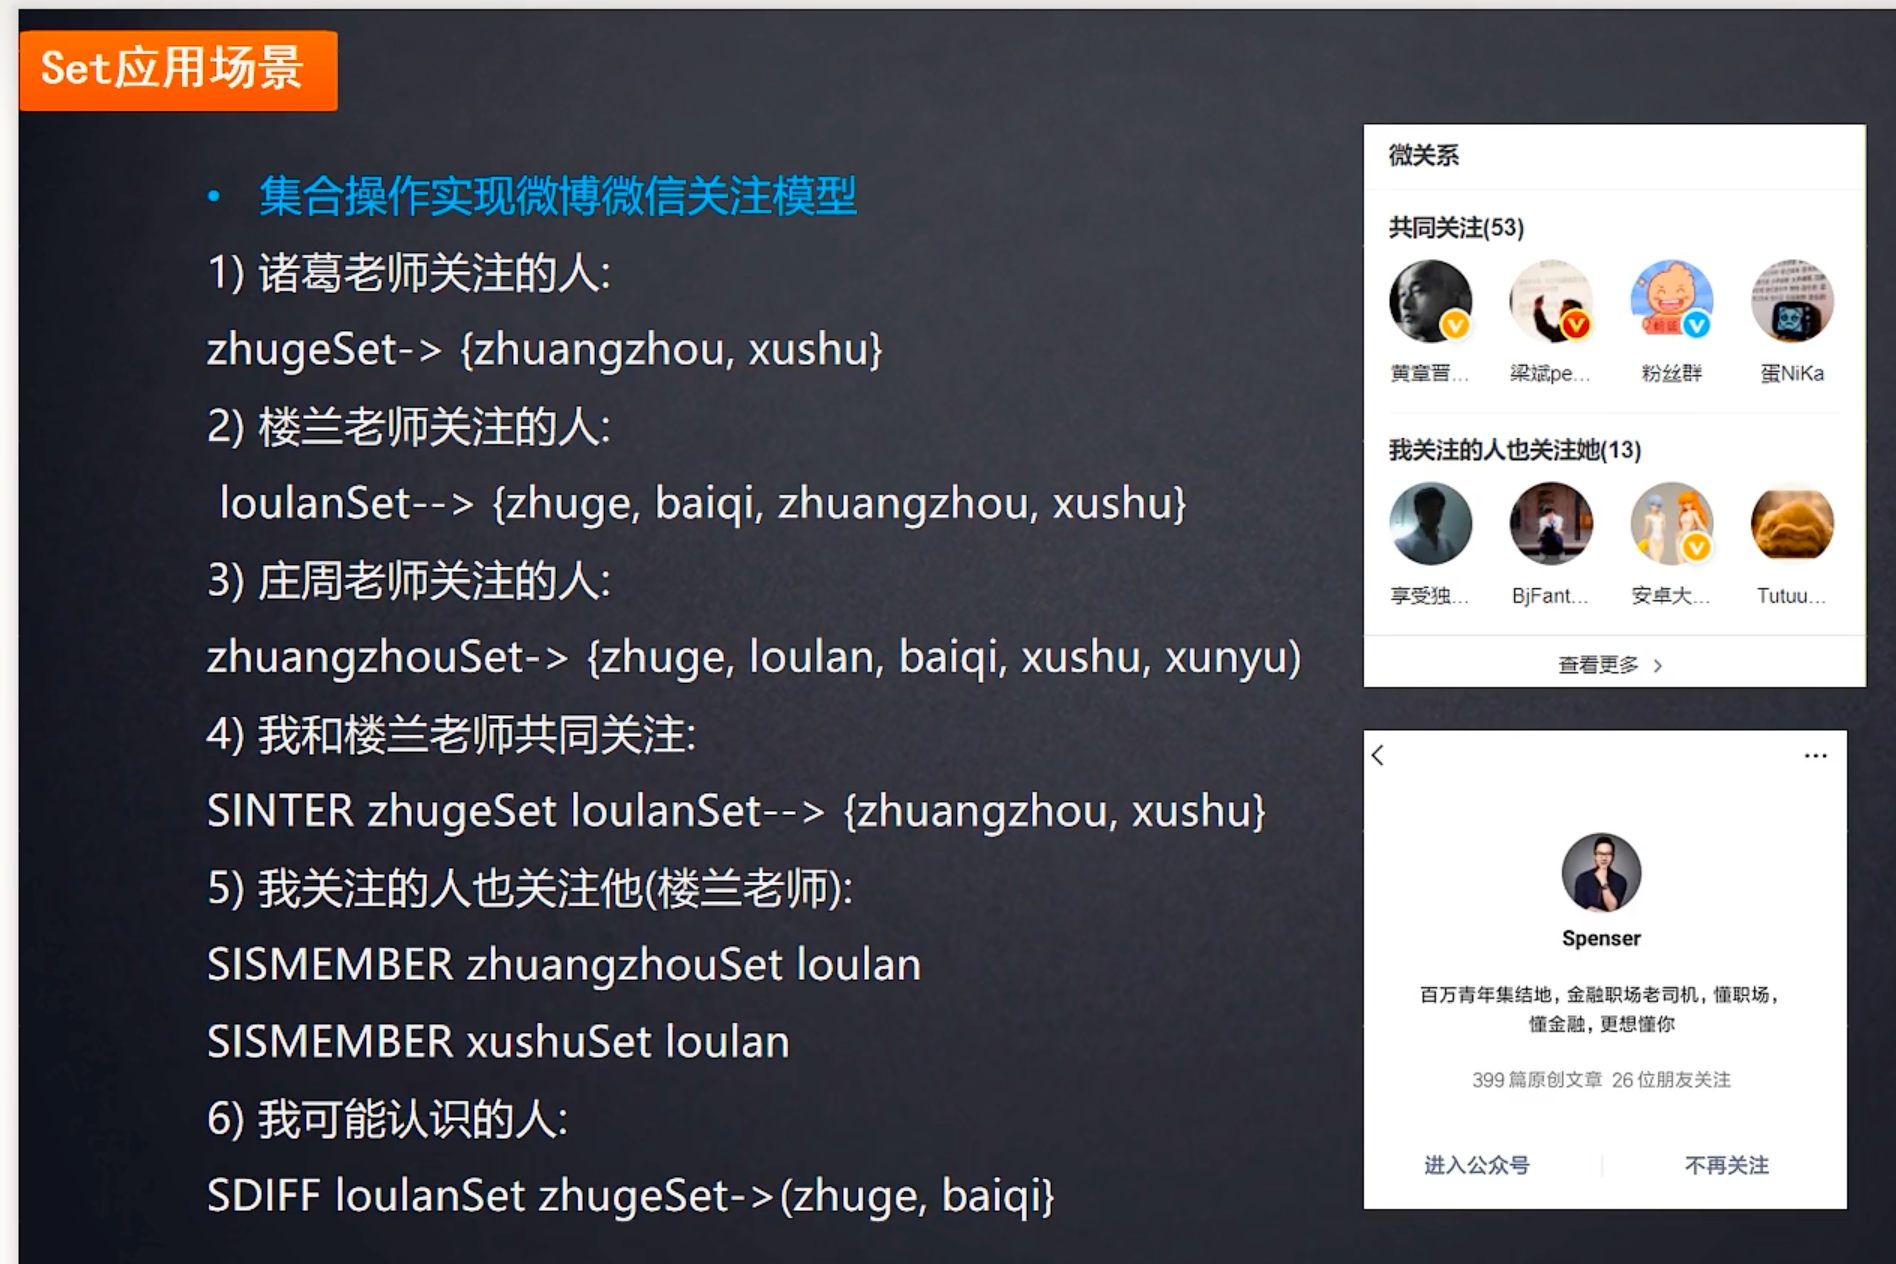 Set应用场景
• 集合操作实现微博微信关注模型
1) 诸葛老师关注的人:
zhugeSet-> {zhuangzhou, xushu}
2) 楼兰老师关注的人:
loulanSet--> {zhuge, baiqi, zhuangzhou, xushu}
3) 庄周老师关注的人:
zhuangzhouSet-> {zhuge, loulan, baiqi, xushu, xunyu)
4) 我和楼兰老师共同关注:
SINTER zhugeSet loulanSet--> {zhuangzhou, xushu}
5) 我关注的人也关注他(楼兰老师):
SISMEMBER zhuangzhouSet loulan
SISMEMBER xushuSet loulan
6) 我可能认识的人:
SDIFF loulanSet zhugeSet->(zhuge, baiqi}
微关系
共同关注(53)
黄章晋... 梁斌pe... 粉丝群 蛋NiKa
我关注的人也关注她(13)
享受独... BjFant... 安卓大... Tutuu...
查看更多 >
Spenser
百万青年集结地，金融职场老司机，懂职场，
懂金融，更想懂你
399 篇原创文章 26 位朋友关注
进入公众号 不再关注